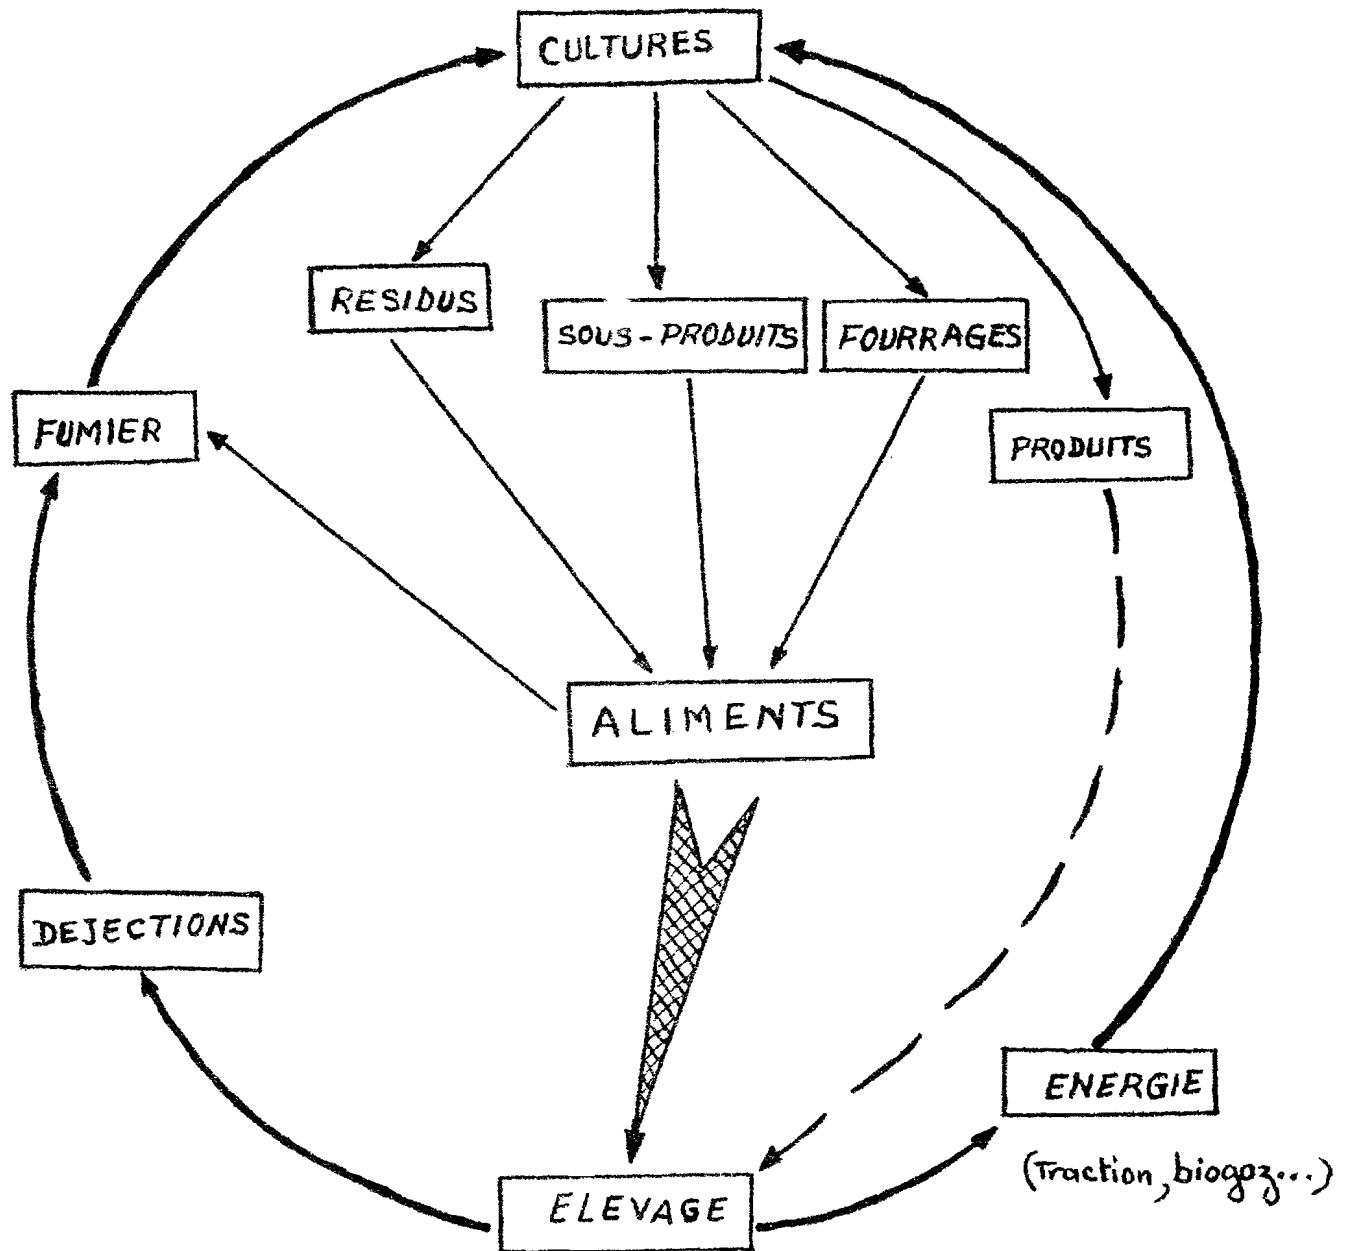 CULTURES
RESIDUS
SOUS-PRODUITS
FOURRAGES
FUMIER
PRODUITS
ALIMENTS
DEJECTIONS
ENERGIE
(Traction, biogaz...)
ELEVAGE